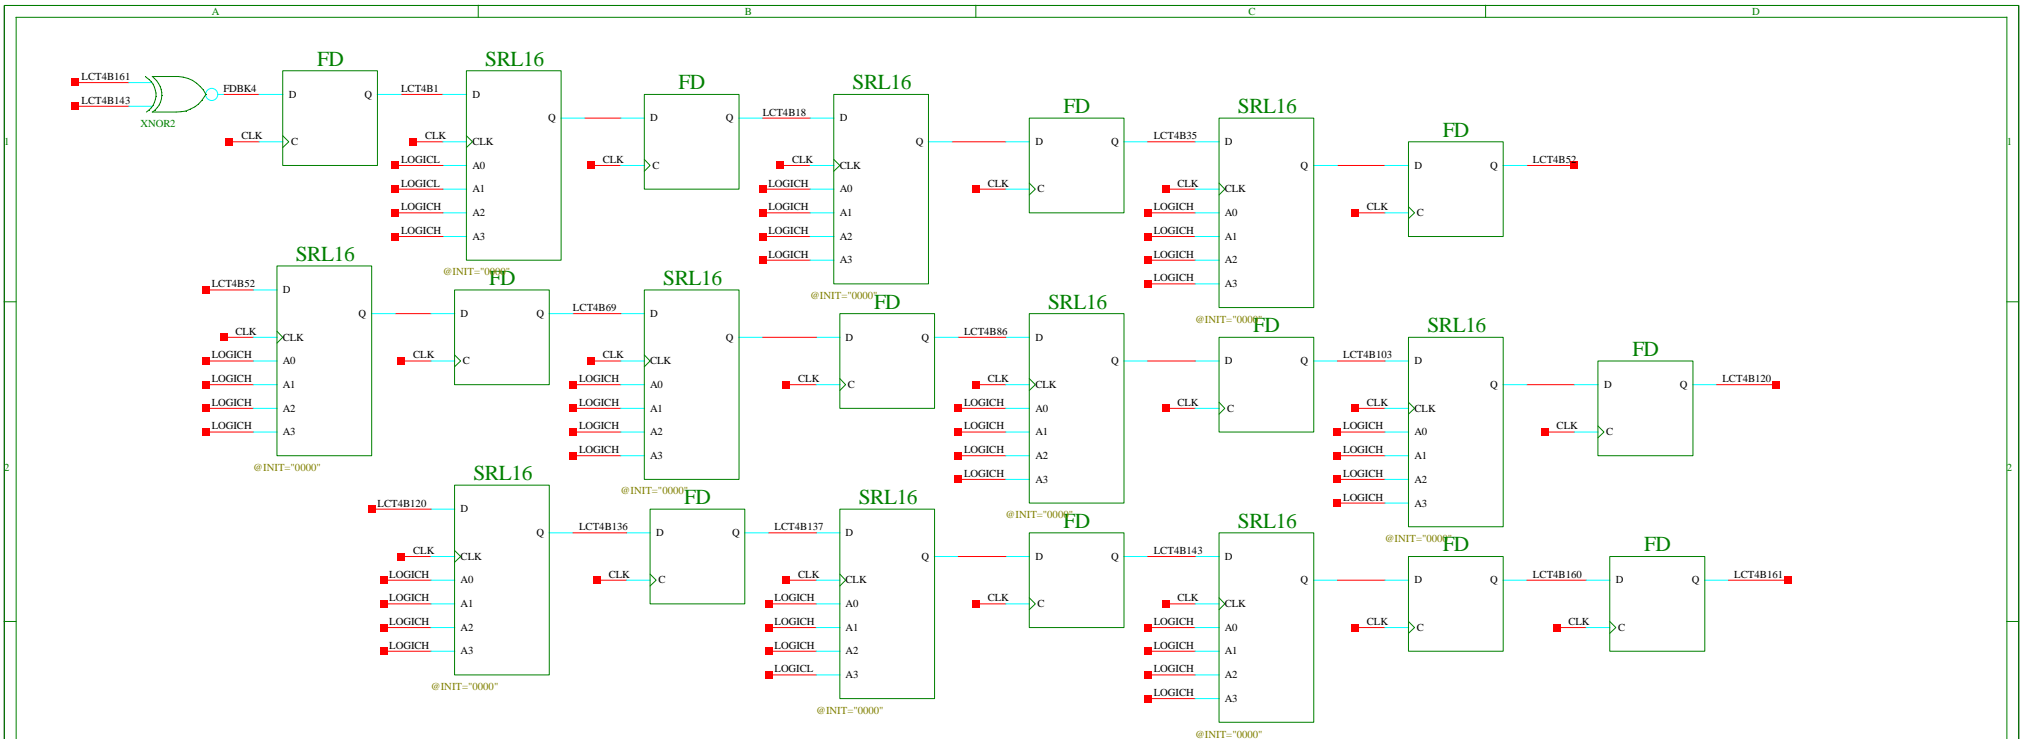 A B C D
FD SRL16 FD SRL16 FD SRL16 FD
LCT4B161
LCT4B143
XNOR2
FDBK4 D Q LCT4B1
CLK C
D Q
CLK CLK
LOGICL A0
LOGICL A1
LOGICH A2
LOGICH A3
@INIT="0000"
D Q LCT4B18
CLK C
D Q
CLK CLK
LOGICH A0
LOGICH A1
LOGICH A2
LOGICH A3
@INIT="0000"
D Q LCT4B35
CLK C
D Q
CLK CLK
LOGICH A0
LOGICH A1
LOGICH A2
LOGICH A3
@INIT="0000"
D Q LCT4B52
CLK C
1 1
SRL16 FD SRL16 FD SRL16 FD SRL16 FD
LCT4B52 D Q
CLK CLK
LOGICH A0
LOGICH A1
LOGICH A2
LOGICH A3
@INIT="0000"
D Q LCT4B69
CLK C
D Q
CLK CLK
LOGICH A0
LOGICH A1
LOGICH A2
LOGICH A3
@INIT="0000"
D Q LCT4B86
CLK C
D Q
CLK CLK
LOGICH A0
LOGICH A1
LOGICH A2
LOGICH A3
@INIT="0000"
D Q LCT4B103
CLK C
D Q
CLK CLK
LOGICH A0
LOGICH A1
LOGICH A2
LOGICH A3
@INIT="0000"
D Q LCT4B120
CLK C
2 2
SRL16 FD SRL16 FD SRL16 FD FD
LCT4B120 D Q LCT4B136
CLK CLK
LOGICH A0
LOGICH A1
LOGICH A2
LOGICH A3
@INIT="0000"
D Q LCT4B137
CLK C
D Q
CLK CLK
LOGICH A0
LOGICH A1
LOGICH A2
LOGICL A3
@INIT="0000"
D Q LCT4B143
CLK C
D Q
CLK CLK
LOGICH A0
LOGICH A1
LOGICH A2
LOGICH A3
@INIT="0000"
D Q LCT4B160
CLK C
D Q LCT4B161
CLK C